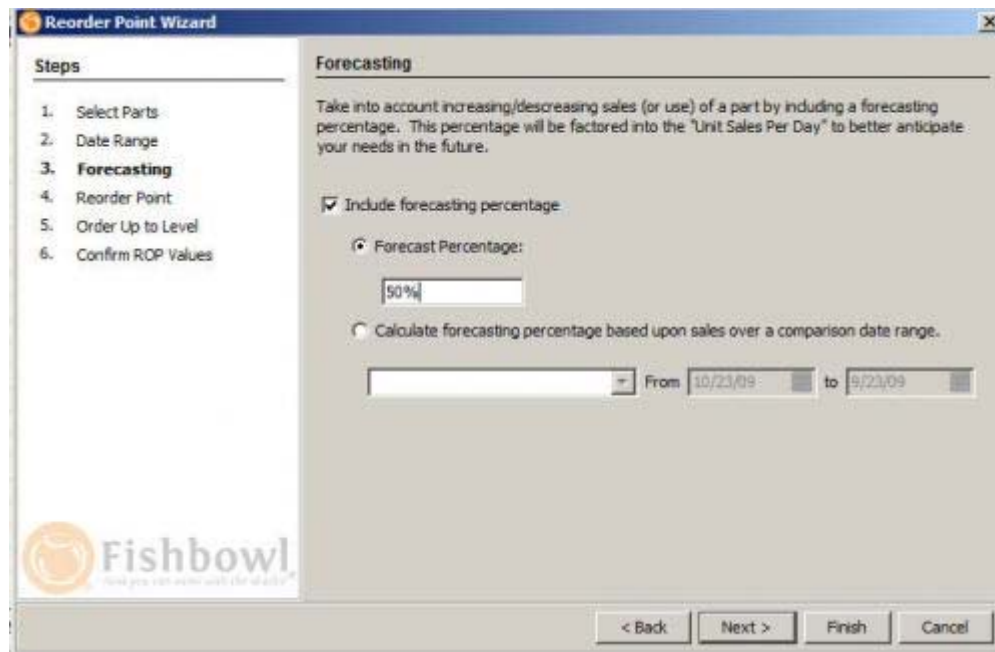 Reorder Point Wizard
Steps
1. Select Parts
2. Date Range
3. Forecasting
4. Reorder Point
5. Order Up to Level
6. Confirm ROP Values
Forecasting
Take into account increasing/descreasing sales (or use) of a part by including a forecasting
percentage. This percentage will be factored into the "Unit Sales Per Day" to better anticipate
your needs in the future.
Include forecasting percentage
Forecast Percentage:
50%
Calculate forecasting percentage based upon sales over a comparison date range.
From 10/23/09 to 9/23/09
Fishbowl
< Back Next > Finish Cancel